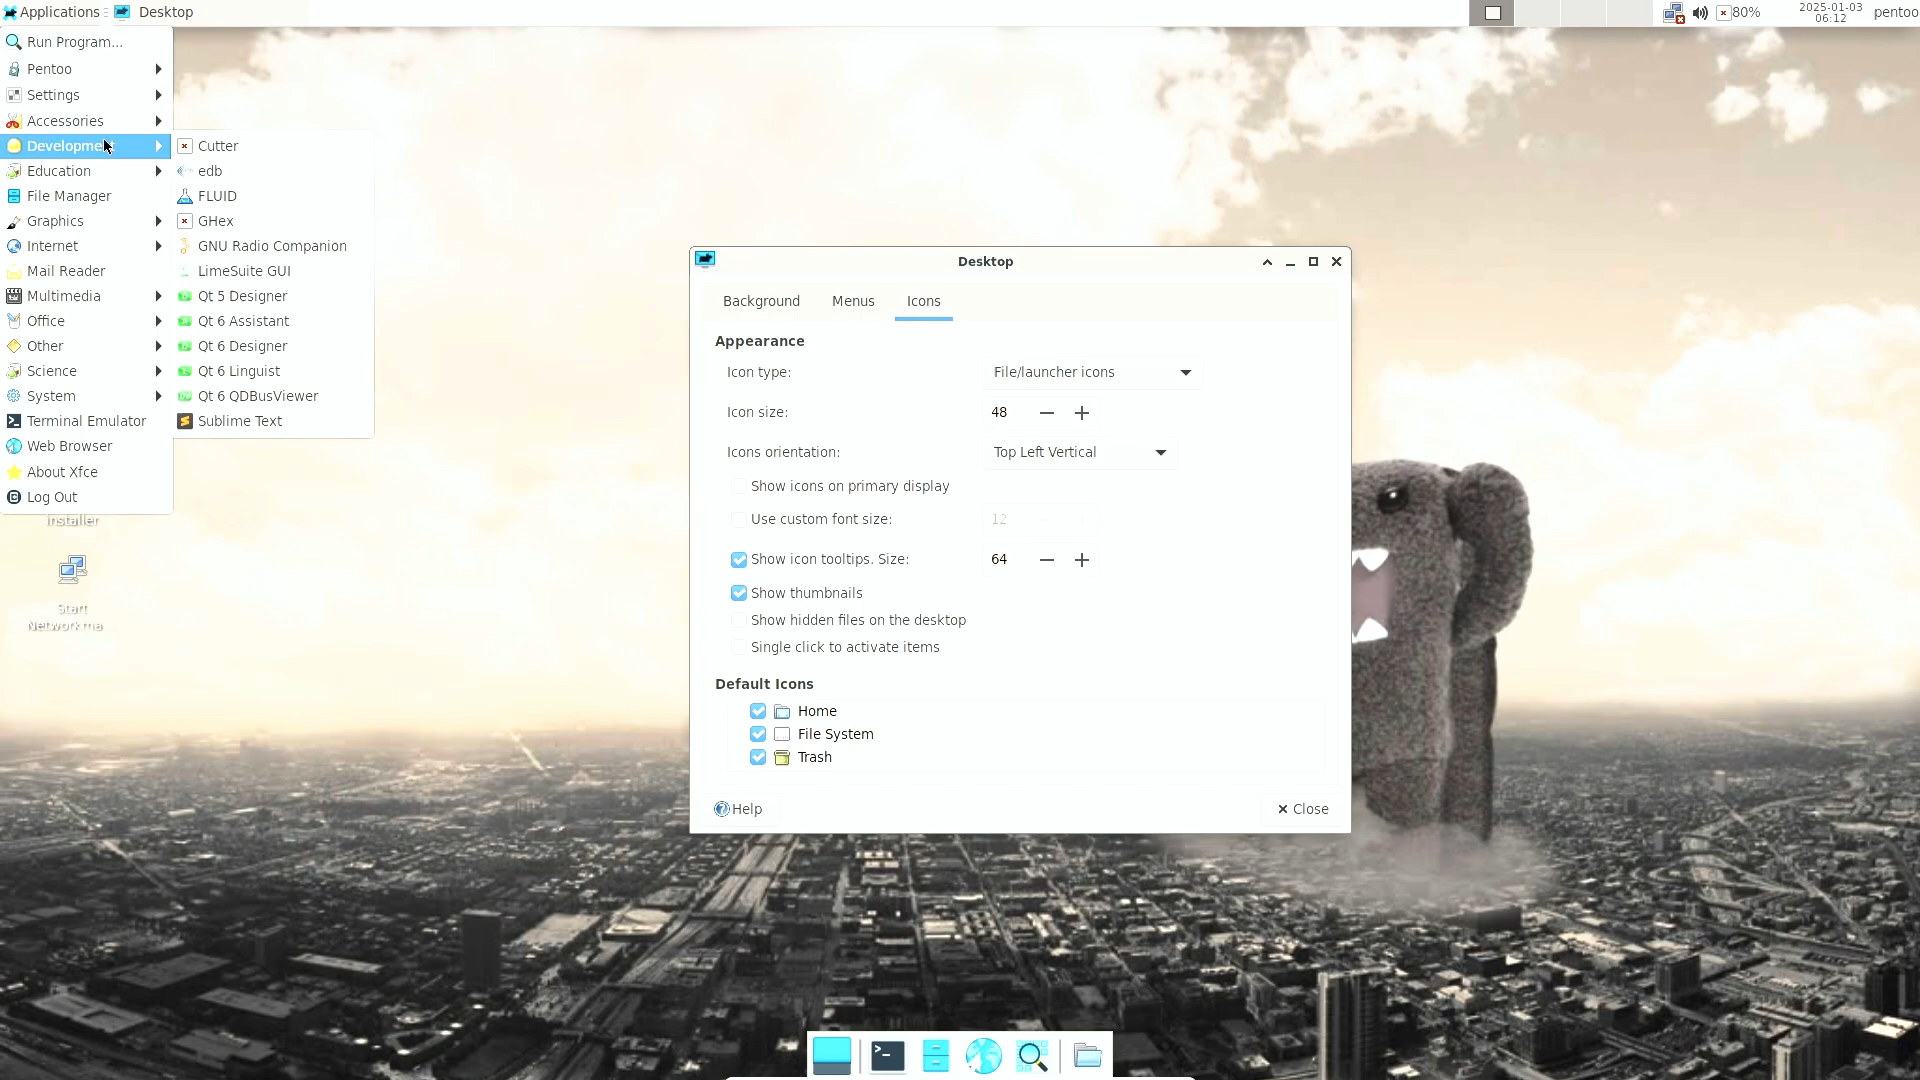 Applications
Desktop
80%
2025-01-03
06:12
pentoo
Run Program...
Pentoo
Settings
Accessories
Development
Education
File Manager
Graphics
Internet
Mail Reader
Multimedia
Office
Other
Science
System
Terminal Emulator
Web Browser
About Xfce
Log Out
Cutter
edb
FLUID
GHex
GNU Radio Companion
LimeSuite GUI
Qt 5 Designer
Qt 6 Assistant
Qt 6 Designer
Qt 6 Linguist
Qt 6 QDBusViewer
Sublime Text
Installer
Start
Networkma
Desktop
Background
Menus
Icons
Appearance
Icon type:
File/launcher icons
Icon size:
48
Icons orientation:
Top Left Vertical
Show icons on primary display
Use custom font size:
12
Show icon tooltips. Size:
64
Show thumbnails
Show hidden files on the desktop
Single click to activate items
Default Icons
Home
File System
Trash
Help
Close